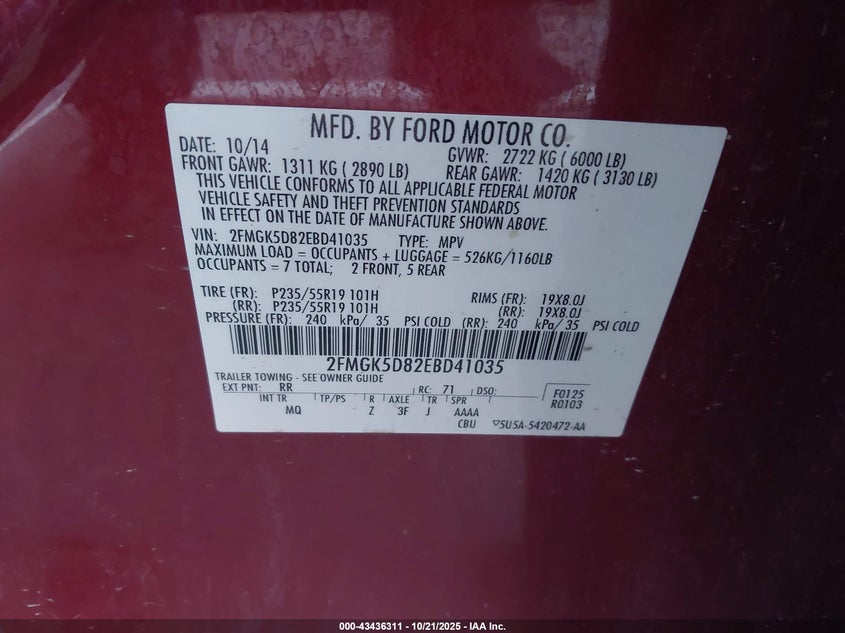 MFD. BY FORD MOTOR CO.
DATE: 10/14 GVWR: 2722 KG ( 6000 LB)
FRONT GAWR: 1311 KG ( 2890 LB) REAR GAWR: 1420 KG ( 3130 LB)
THIS VEHICLE CONFORMS TO ALL APPLICABLE FEDERAL MOTOR
VEHICLE SAFETY AND THEFT PREVENTION STANDARDS
IN EFFECT ON THE DATE OF MANUFACTURE SHOWN ABOVE.
VIN: 2FMGK5D82EBD41035 TYPE: MPV
MAXIMUM LOAD = OCCUPANTS + LUGGAGE = 526KG/1160LB
OCCUPANTS = 7 TOTAL; 2 FRONT, 5 REAR
TIRE (FR): P235/55R19 101H RIMS (FR): 19X8.0J
(RR): P235/55R19 101H (RR): 19X8.0J
PRESSURE (FR): 240 kPa/ 35 PSI COLD (RR): 240 kPa/ 35 PSI COLD
2FMGK5D82EBD41035
TRAILER TOWING - SEE OWNER GUIDE
EXT PNT: RR RC: 71 DSO: F0125
INT TR TP/PS R AXLE TR SPR R0103
MQ Z 3F J AAAA
CBU 5U5A-5420472-AA
000-43436311 - 10/21/2025 - IAA Inc.